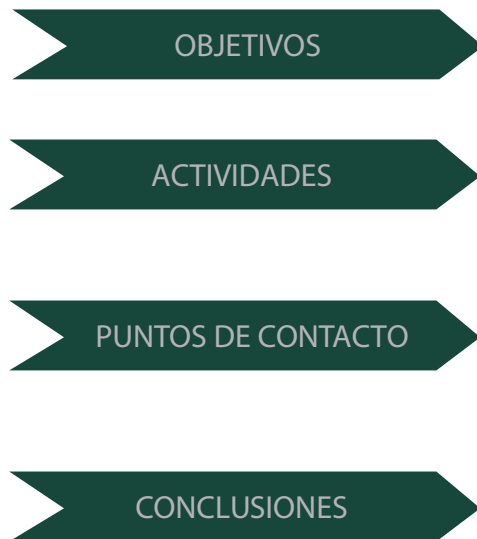 OBJETIVOS
ACTIVIDADES
PUNTOS DE CONTACTO
CONCLUSIONES